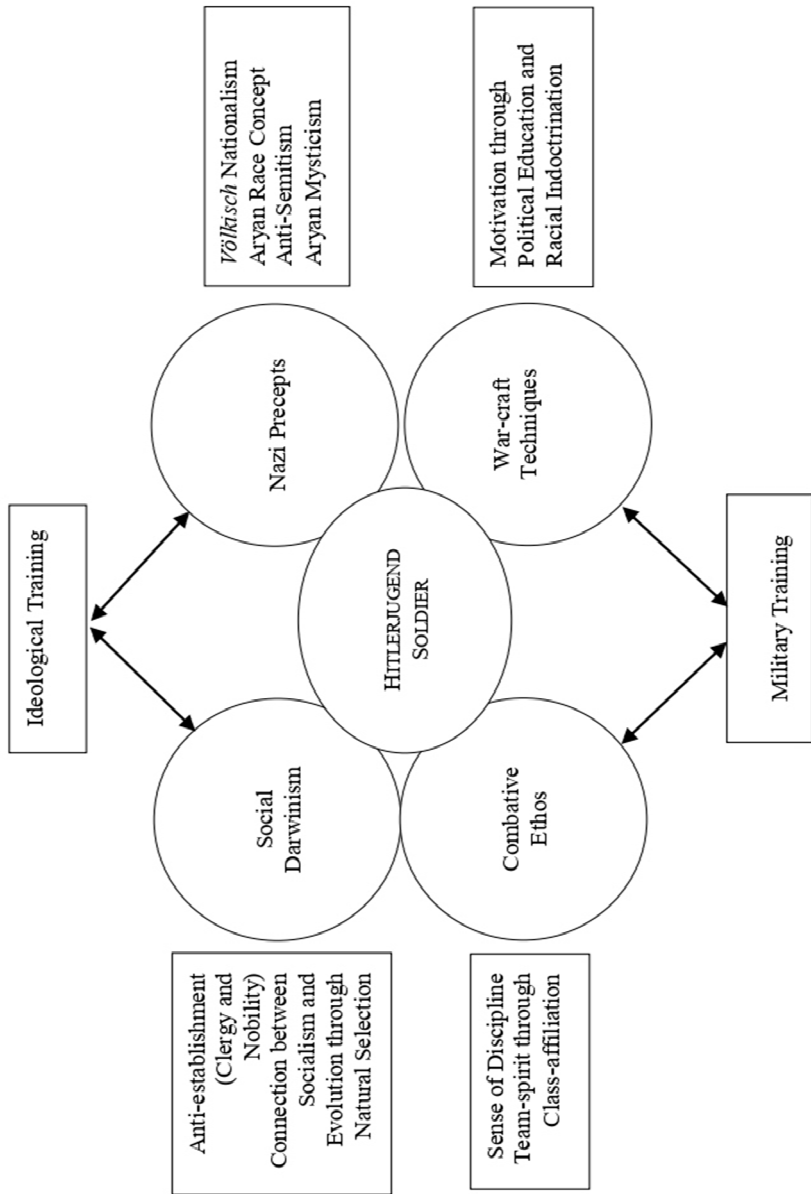 Ideological Training
Anti-establishment
(Clergy and
Nobility)
Connection between
Socialism and
Evolution through
Natural Selection
Social
Darwinism
Nazi Precepts
Völkisch Nationalism
Aryan Race Concept
Anti-Semitism
Aryan Mysticism
HITLERJUGEND
SOLDIER
Sense of Discipline
Team-spirit through
Class-affiliation
Combative
Ethos
War-craft
Techniques
Motivation through
Political Education and
Racial Indoctrination
Military Training